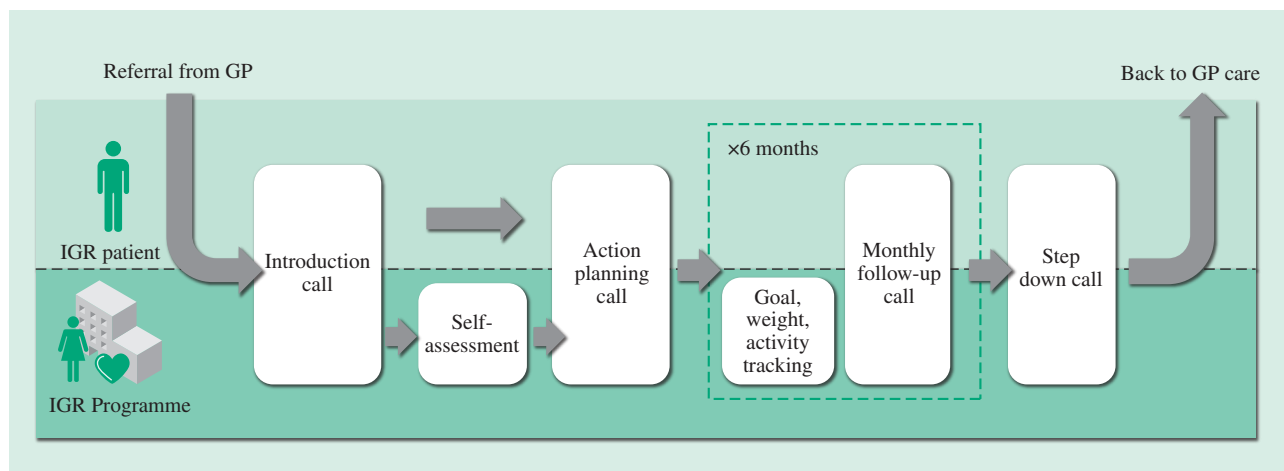 Referral from GP
Back to GP care
×6 months
IGR patient
Introduction
call
Action
planning
call
Monthly
follow-up
call
Step
down call
Self-
assessment
Goal,
weight,
activity
tracking
IGR Programme